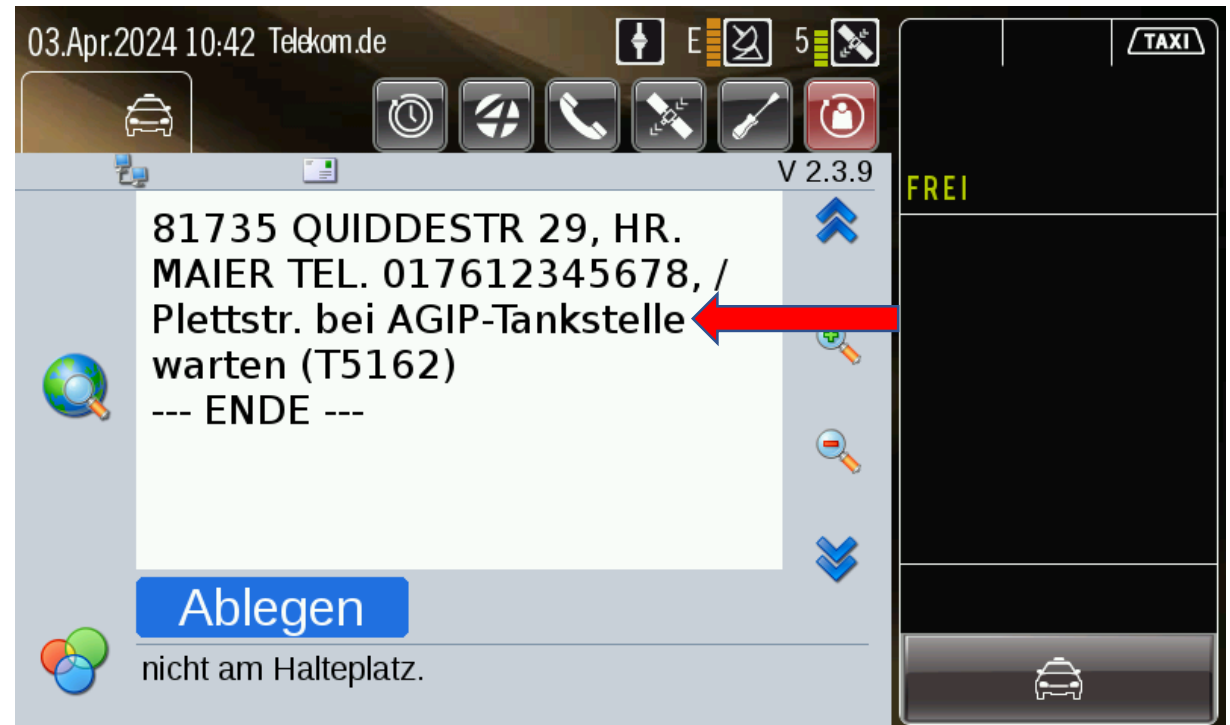 03.Apr.2024 10:42 Telekom.de E 5 TAXI
V 2.3.9
FREI
81735 QUIDDESTR 29, HR.
MAIER TEL. 017612345678, /
Plettstr. bei AGIP-Tankstelle
warten (T5162)
--- ENDE ---
Ablegen
nicht am Halteplatz.